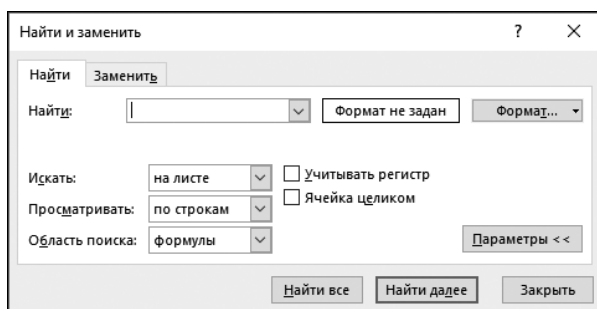 Найти и заменить ? ×
Найти Заменить
Найти: Формат не задан Формат...
Искать: на листе Учитывать регистр
Ячейка целиком
Просматривать: по строкам
Область поиска: формулы Параметры <<
Найти все Найти далее Закрыть